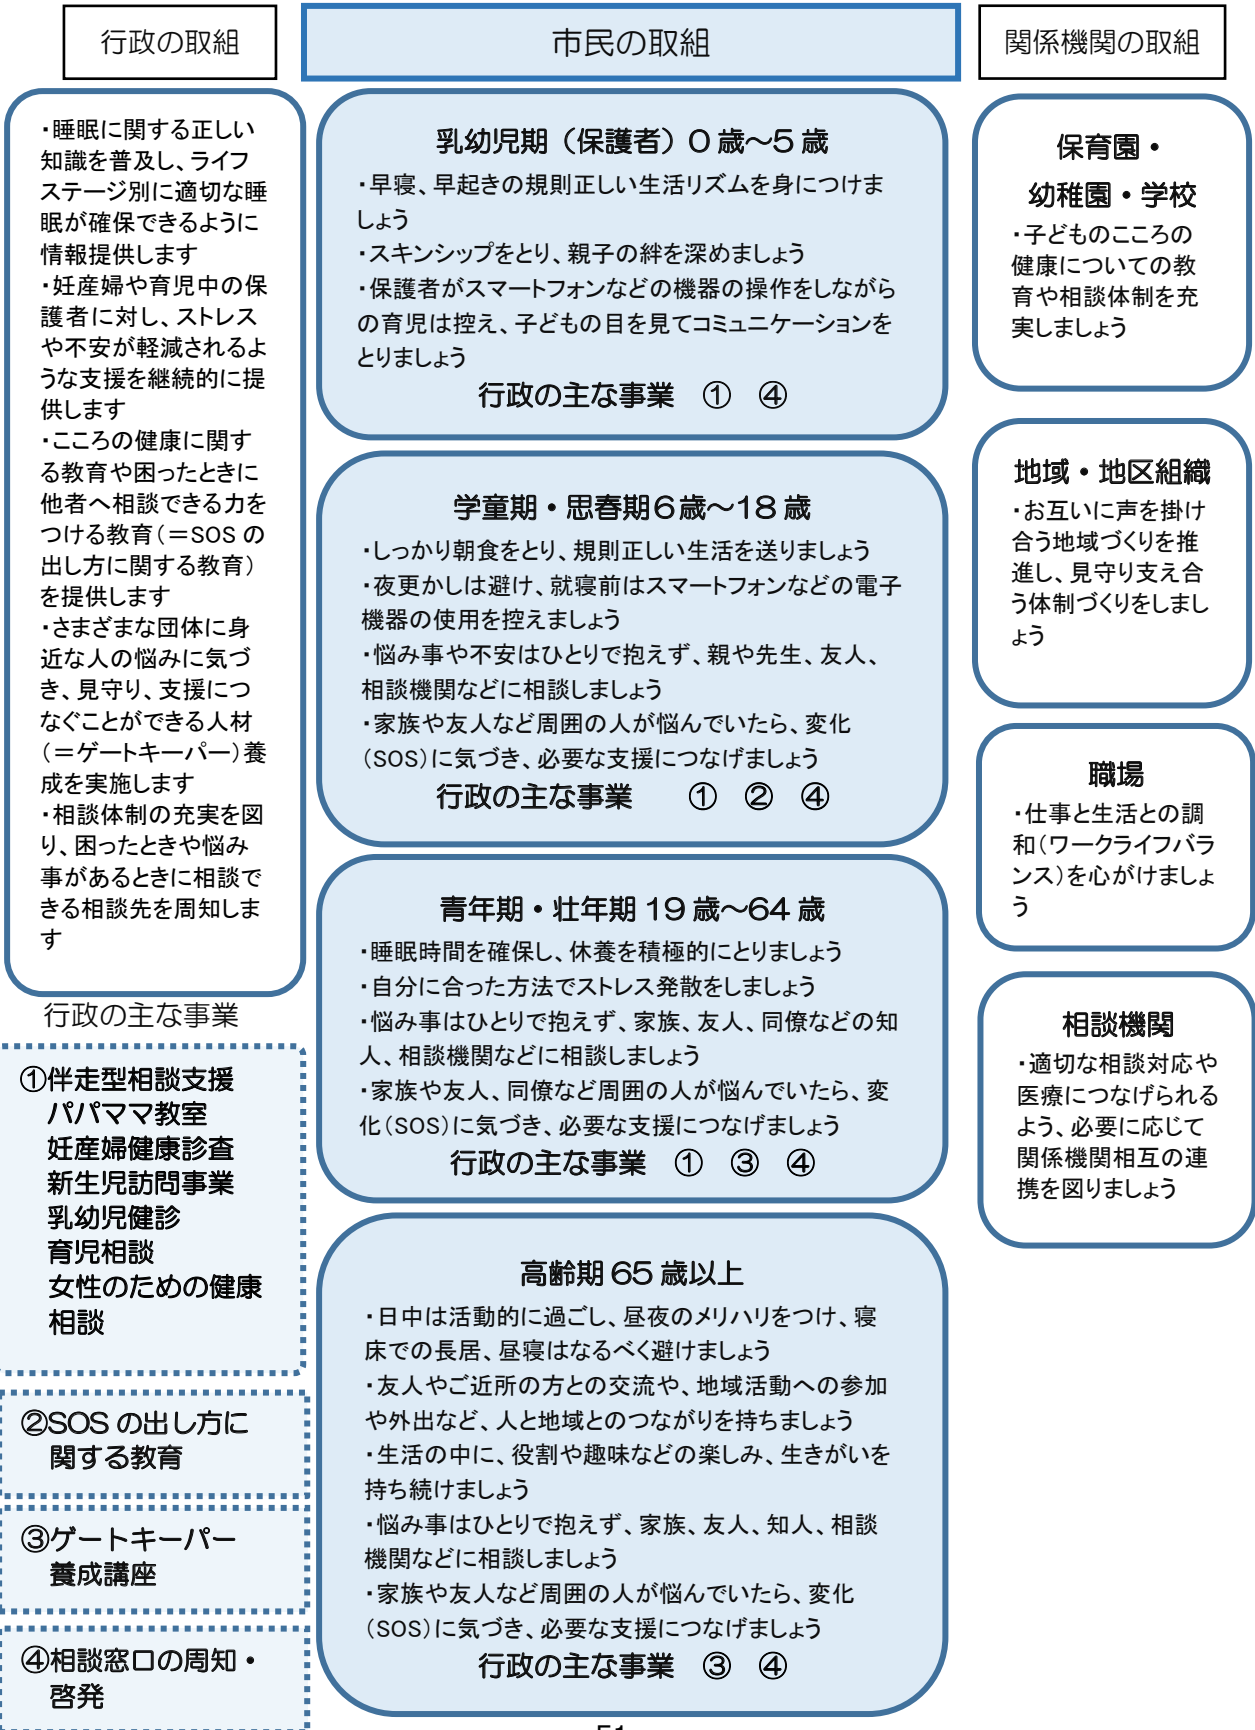 行政の取組
・睡眠に関する正しい
知識を普及し、ライフ
ステージ別に適切な睡
眠が確保できるように
情報提供します
・妊産婦や育児中の保
護者に対し、ストレス
や不安が軽減されるよ
うな支援を継続的に提
供します
・こころの健康に関す
る教育や困ったときに
他者へ相談できる力を
つける教育（＝SOS の
出し方に関する教育）
を提供します
・さまざまな団体に身
近な人の悩みに気づ
き、見守り、支援につ
なぐことができる人材
（＝ゲートキーパー）養
成を実施します
・相談体制の充実を図
り、困ったときや悩み
事があるときに相談で
きる相談先を周知しま
す
行政の主な事業
①伴走型相談支援
パパママ教室
妊産婦健康診査
新生児訪問事業
乳幼児健診
育児相談
女性のための健康
相談
②SOS の出し方に
関する教育
③ゲートキーパー
養成講座
④相談窓口の周知・
啓発
市民の取組
乳幼児期（保護者）０歳～５歳
・早寝、早起きの規則正しい生活リズムを身につけま
しょう
・スキンシップをとり、親子の絆を深めましょう
・保護者がスマートフォンなどの機器の操作をしながら
の育児は控え、子どもの目を見てコミュニケーションを
とりましょう
行政の主な事業　①　④
学童期・思春期６歳～１８歳
・しっかり朝食をとり、規則正しい生活を送りましょう
・夜更かしは避け、就寝前はスマートフォンなどの電子
機器の使用を控えましょう
・悩み事や不安はひとりで抱えず、親や先生、友人、
相談機関などに相談しましょう
・家族や友人など周囲の人が悩んでいたら、変化
（SOS）に気づき、必要な支援につなげましょう
行政の主な事業　①　②　④
青年期・壮年期 19 歳～64 歳
・睡眠時間を確保し、休養を積極的にとりましょう
・自分に合った方法でストレス発散をしましょう
・悩み事はひとりで抱えず、家族、友人、同僚などの知
人、相談機関などに相談しましょう
・家族や友人、同僚など周囲の人が悩んでいたら、変
化（SOS）に気づき、必要な支援につなげましょう
行政の主な事業　①　③　④
高齢期 65 歳以上
・日中は活動的に過ごし、昼夜のメリハリをつけ、寝
床での長居、昼寝はなるべく避けましょう
・友人やご近所の方との交流や、地域活動への参加
や外出など、人と地域とのつながりを持ちましょう
・生活の中に、役割や趣味などの楽しみ、生きがいを
持ち続けましょう
・悩み事はひとりで抱えず、家族、友人、知人、相談
機関などに相談しましょう
・家族や友人など周囲の人が悩んでいたら、変化
（SOS）に気づき、必要な支援につなげましょう
行政の主な事業　③　④
関係機関の取組
保育園・
幼稚園・学校
・子どものこころの
健康についての教
育や相談体制を充
実しましょう
地域・地区組織
・お互いに声を掛け
合う地域づくりを推
進し、見守り支え合
う体制づくりをしまし
ょう
職場
・仕事と生活との調
和（ワークライフバラ
ンス）を心がけましょ
う
相談機関
・適切な相談対応や
医療につなげられる
よう、必要に応じて
関係機関相互の連
携を図りましょう
51